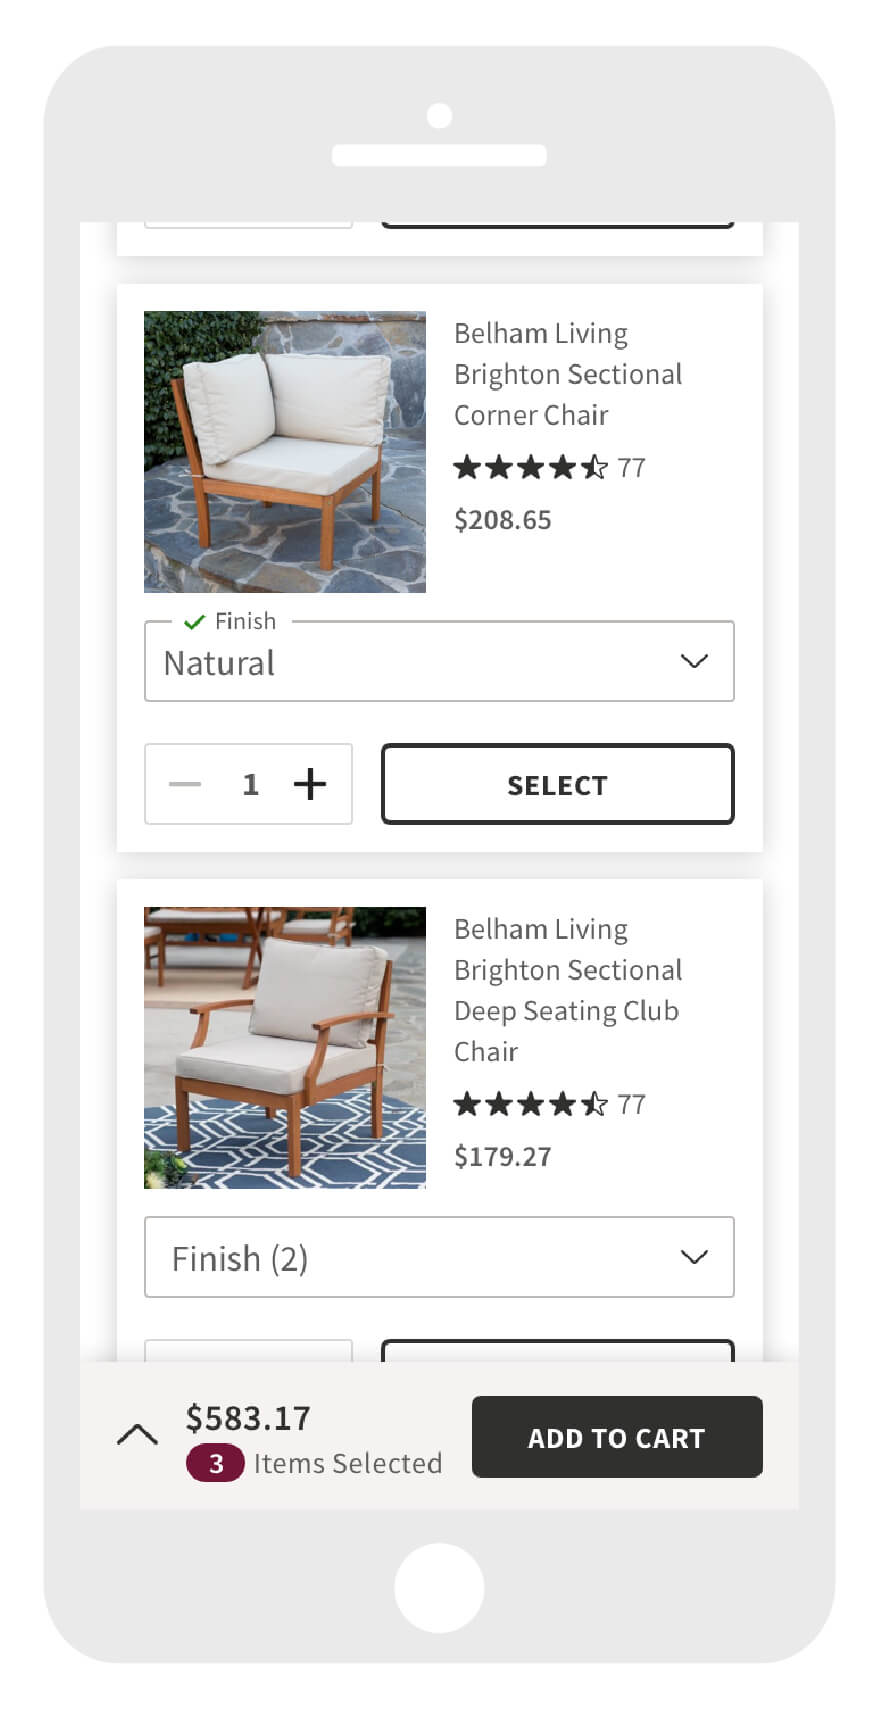 Belham Living
Brighton Sectional
Corner Chair
77
$208.65
Finish
Natural
1
SELECT
Belham Living
Brighton Sectional
Deep Seating Club
Chair
77
$179.27
Finish (2)
$583.17
3 Items Selected
ADD TO CART